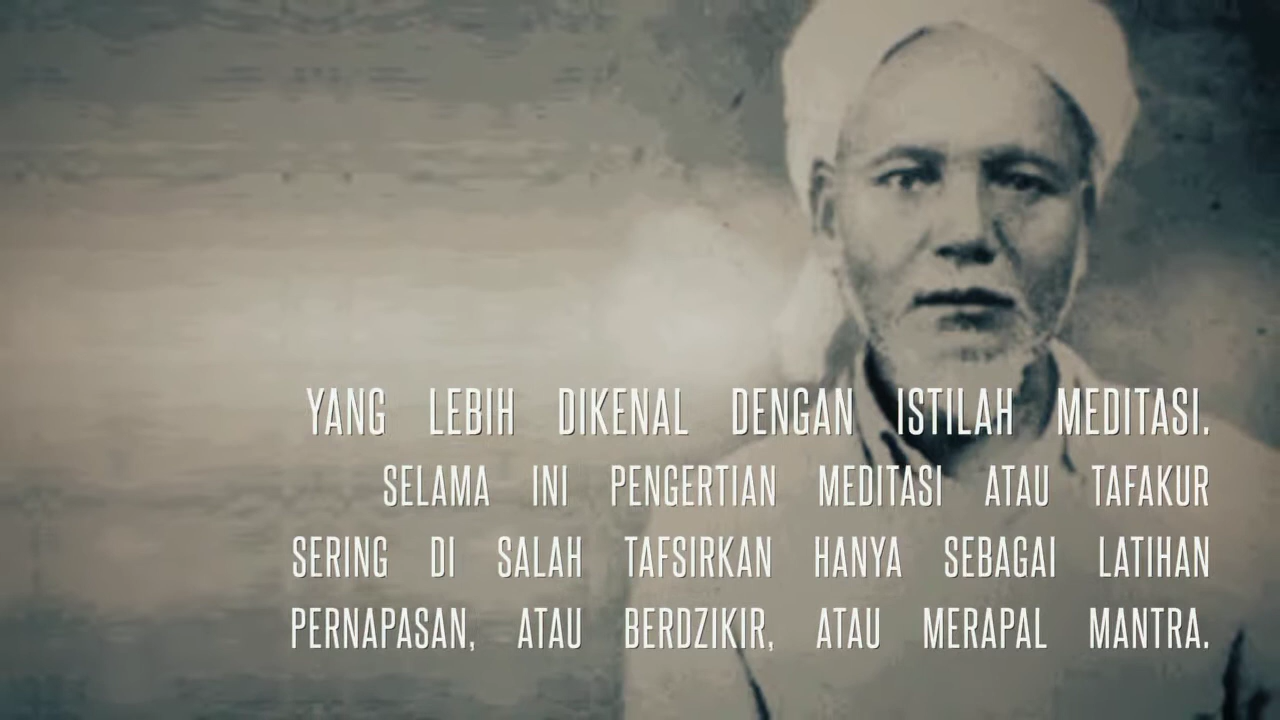 YANG LEBIH DIKENAL DENGAN ISTILAH MEDITASI.
SELAMA INI PENGERTIAN MEDITASI ATAU TAFAKUR
SERING DI SALAH TAFSIRKAN HANYA SEBAGAI LATIHAN
PERNAPASAN, ATAU BERDZIKIR, ATAU MERAPAL MANTRA.